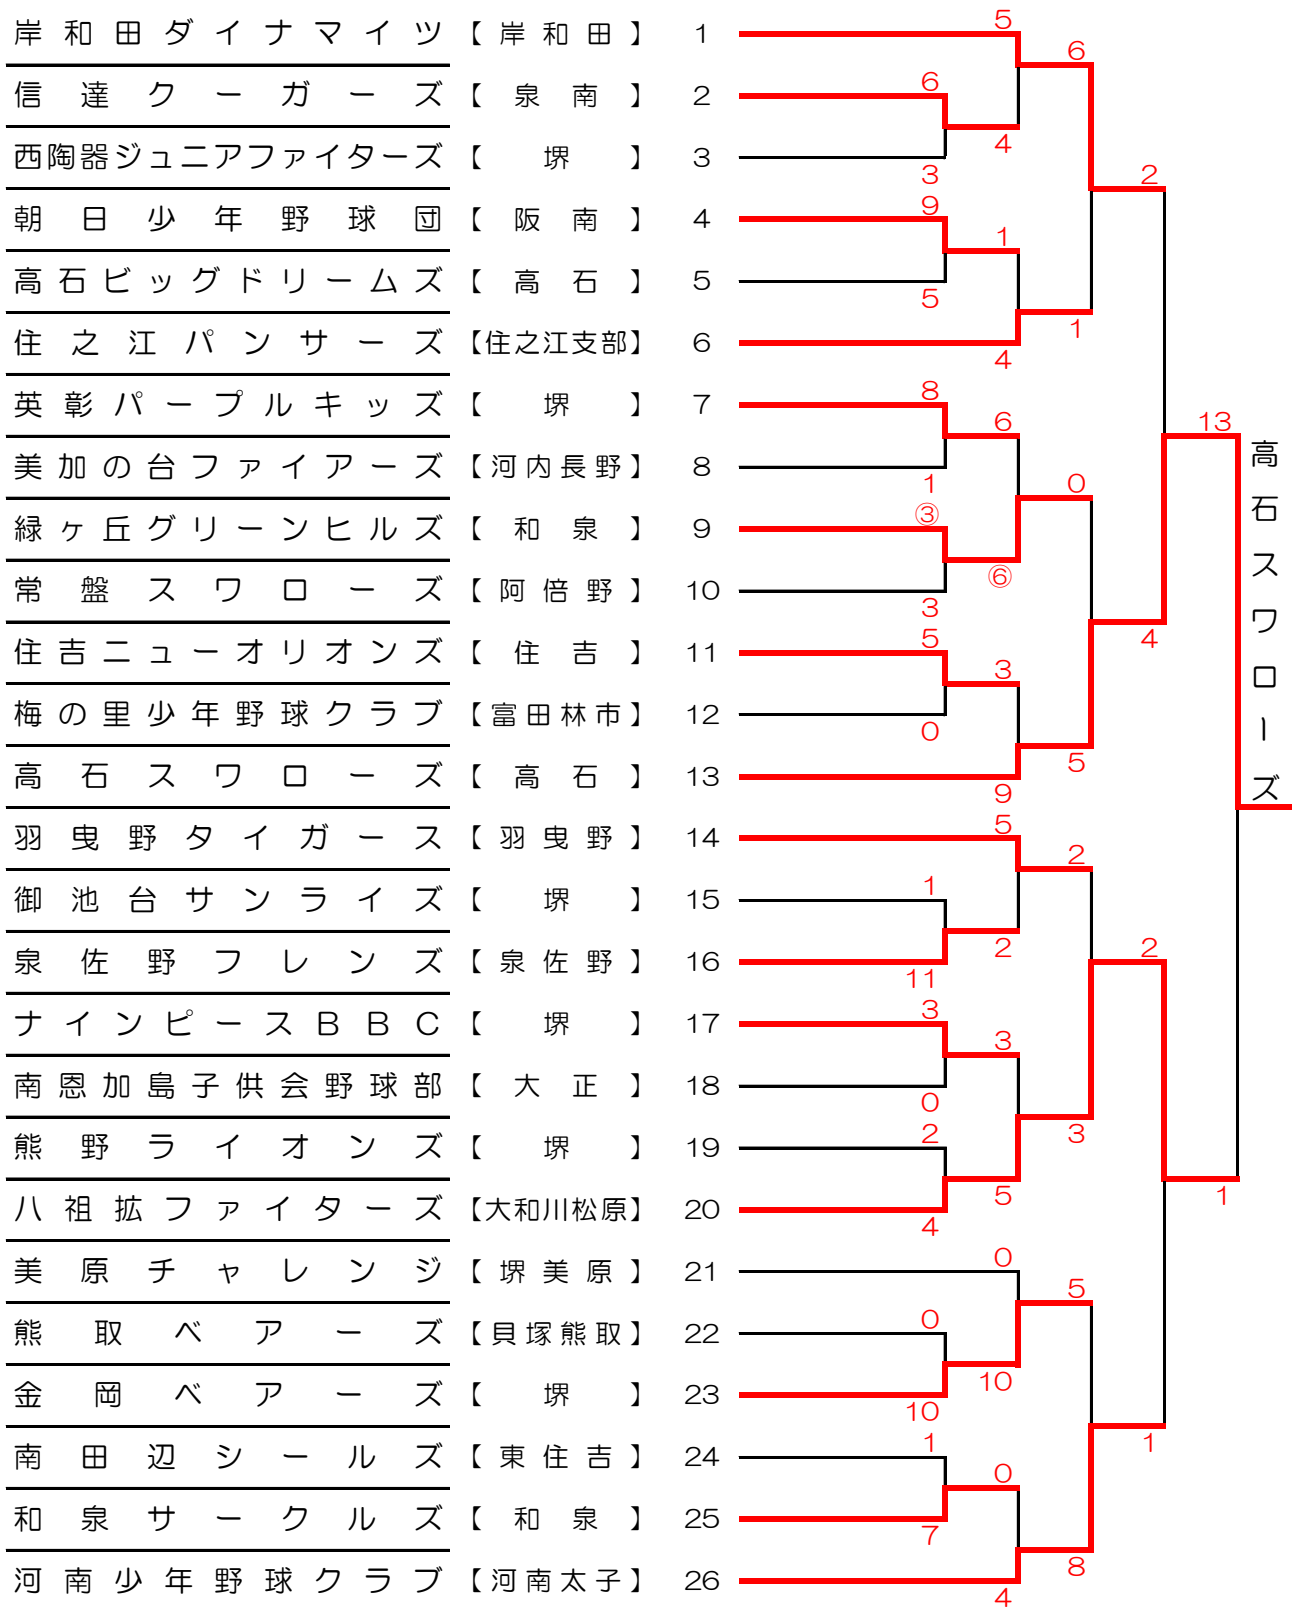 岸和田ダイナマイツ【岸和田】 1
信達クーガーズ【泉南】 2
西陶器ジュニアファイターズ【堺】 3
朝日少年野球団【阪南】 4
高石ビッグドリームズ【高石】 5
住之江パンサーズ【住之江支部】 6
英彰パープルキッズ【堺】 7
美加の台ファイアーズ【河内長野】 8
緑ヶ丘グリーンヒルズ【和泉】 9
常盤スワローズ【阿倍野】 10
住吉ニューオリオンズ【住吉】 11
梅の里少年野球クラブ【富田林市】 12
高石スワローズ【高石】 13
羽曳野タイガース【羽曳野】 14
御池台サンライズ【堺】 15
泉佐野フレンズ【泉佐野】 16
ナインピースBBC【堺】 17
南恩加島子供会野球部【大正】 18
熊野ライオンズ【堺】 19
八祖拡ファイターズ【大和川松原】 20
美原チャレンジ【堺美原】 21
熊取ベアーズ【貝塚熊取】 22
金岡ベアーズ【堺】 23
南田辺シールズ【東住吉】 24
和泉サークルズ【和泉】 25
河南少年野球クラブ【河南太子】 26
6
3
9
5
8
1
③
3
5
0
1
11
3
0
2
4
0
10
1
7
5
4
1
4
6
⑥
3
9
5
2
3
5
0
10
0
4
6
1
0
5
2
3
5
8
2
4
2
1
13
1
高石スワローズ